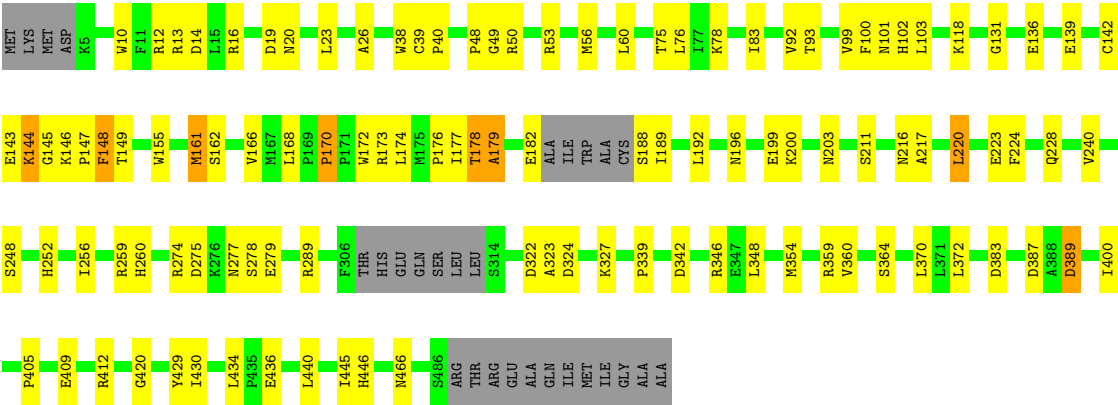 MET LYS MET ASP K5 W10 F11 R12 R13 D14 L15 R16 D19 N20 L23 A26 W38 C39 P40 P48 G49 R50 R53 M56 L60 T75 L76 I77 K78 I83 V92 T93 V99 F100 N101 H102 L103 K118 G131 E136 E139 C142
E143 K144 G145 K146 P147 F148 T149 W155 M161 S162 V166 M167 L168 P169 P170 P171 W172 R173 L174 M175 P176 I177 T178 A179 E182 ALA ILE TRP ALA CYS S188 I189 L192 N196 E199 K200 N203 S211 N216 A217 L220 E223 F224 Q228 V240
S248 H252 I256 R259 H260 R274 D275 K276 N277 S278 E279 R289 F306 THR HIS GLU GLN SER LEU LEU S314 D322 A323 D324 K327 P339 D342 R346 E347 L348 M354 R359 V360 S364 L370 L371 L372 D383 D387 A388 D389 I400
P405 E409 R412 G420 Y429 I430 L434 P435 E436 L440 I445 H446 N466 S486 ARG THR ARG GLU ALA GLN ILE MET ILE GLY ALA ALA